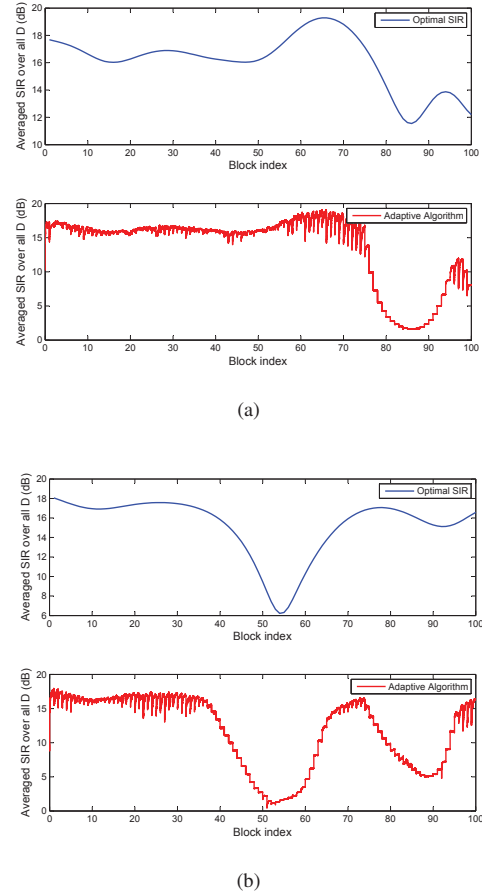 20
18
16
14
12
10
0 10 20 30 40 50 60 70 80 90 100
Averaged SIR over all D (dB)
Block index
Optimal SIR
20
15
10
5
0
0 10 20 30 40 50 60 70 80 90 100
Averaged SIR over all D (dB)
Block index
Adaptive Algorithm
(a)
20
18
16
14
12
10
8
6
0 10 20 30 40 50 60 70 80 90 100
Averaged SIR over all D (dB)
Block index
Optimal SIR
20
15
10
5
0
0 10 20 30 40 50 60 70 80 90 100
Averaged SIR over all D (dB)
Block index
Adaptive Algorithm
(b)